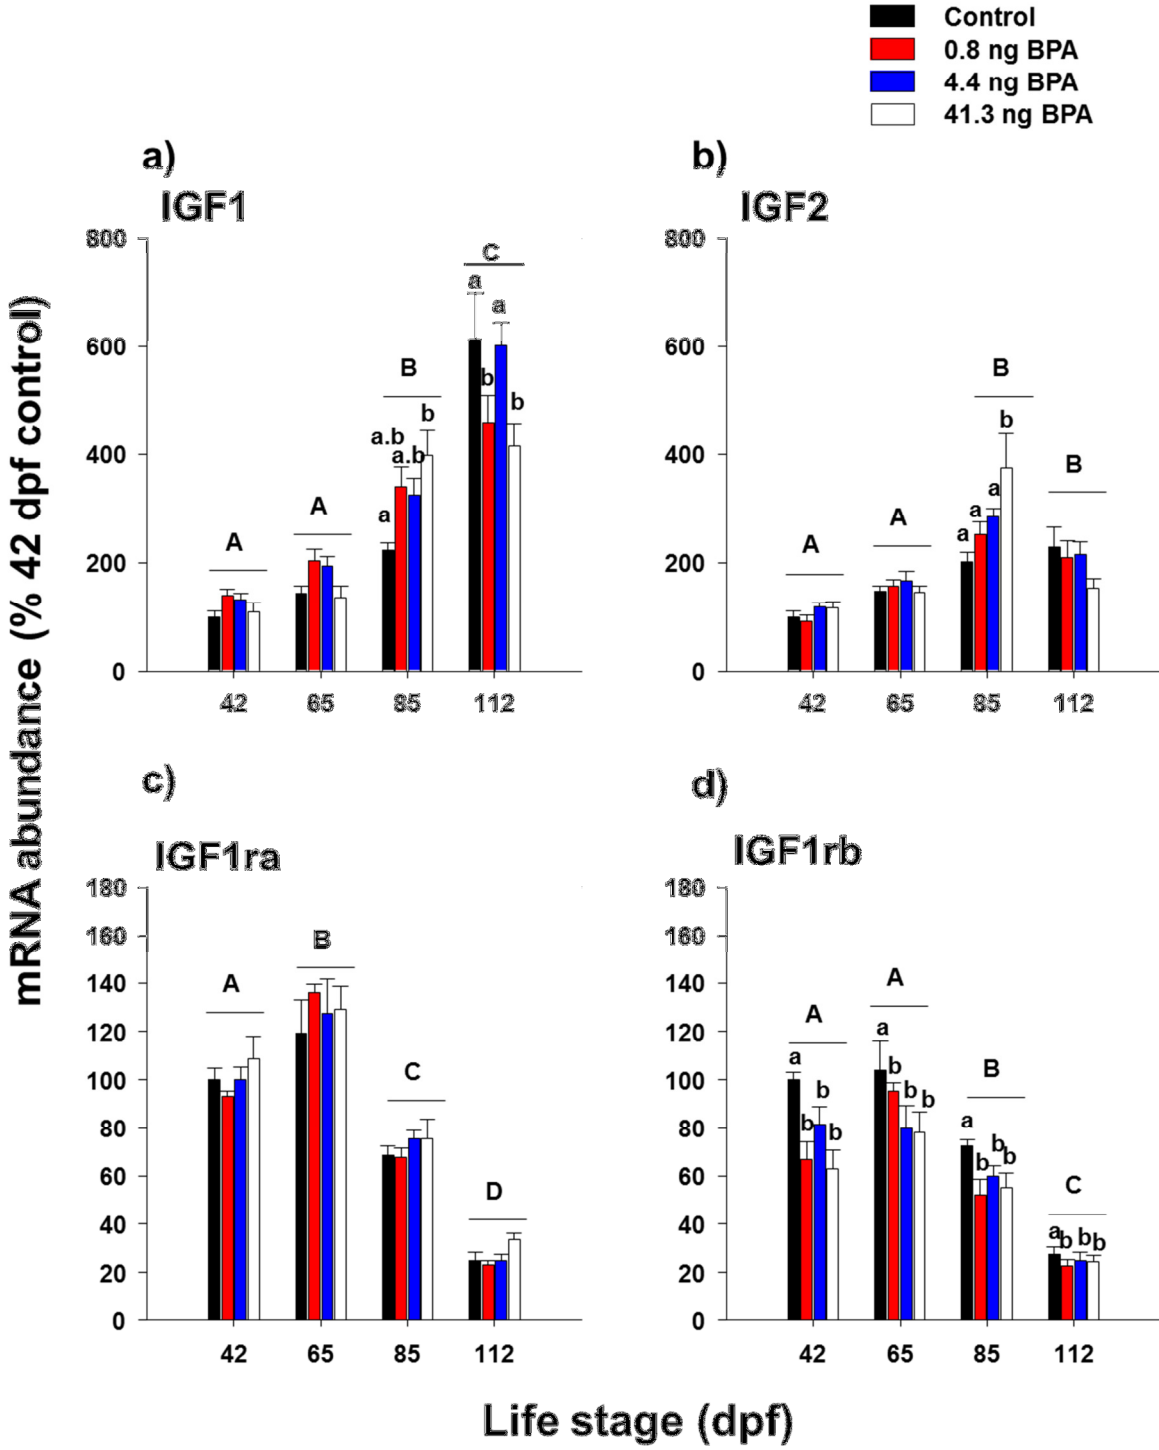 Control
0.8 ng BPA
4.4 ng BPA
41.3 ng BPA
mRNA abundance (% 42 dpf control)
a)
IGF1
800
600
400
200
0
A
A
B
a
a.b
a.b
b
C
a
b
a
b
42 65 85 112
b)
IGF2
800
600
400
200
0
A
A
B
a
a
a
b
B
42 65 85 112
c)
IGF1ra
180
160
140
120
100
80
60
40
20
0
A
B
C
D
42 65 85 112
d)
IGF1rb
180
160
140
120
100
80
60
40
20
0
A
a
b
b
b
A
a
b
b
b
B
a
b
b
b
C
a
b
b
b
42 65 85 112
Life stage (dpf)